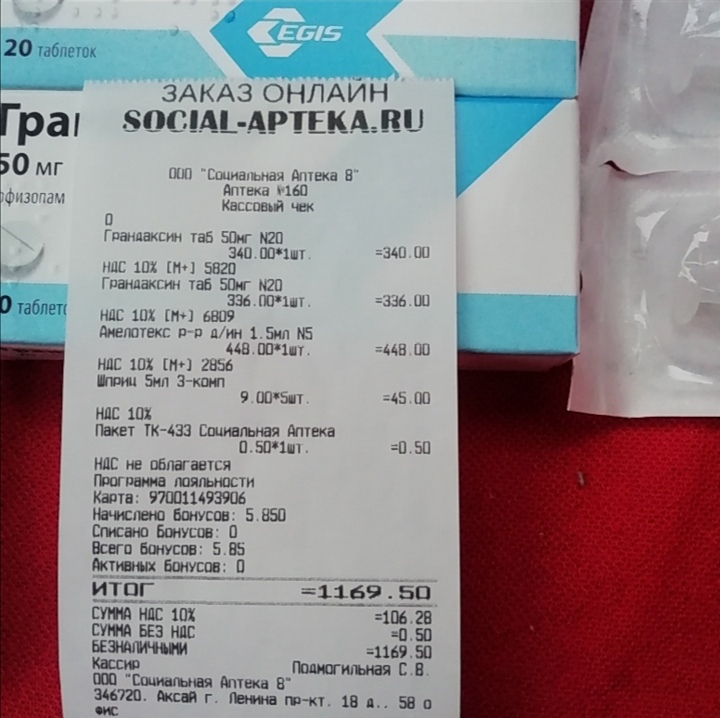 EGIS
20 таблеток
Гра
50 мг
офизопам
0 таблето
ЗАКАЗ ОНЛАЙН
SOCIAL-APTEKA.RU
ООО "Социальная Аптека 8"
Аптека №160
Кассовый чек
0
Грандаксин таб 50мг N20
340.00*1шт. =340.00
НДС 10% [М+] 5820
Грандаксин таб 50мг N20
336.00*1шт. =336.00
НДС 10% [М+] 6809
Амелотекс р-р д/ин 1.5мл N5
448.00*1шт. =448.00
НДС 10% [М+] 2856
Шприц 5мл 3-комп
9.00*5шт. =45.00
НДС 10%
Пакет ТК-433 Социальная Аптека
0.50*1шт. =0.50
НДС не облагается
Программа лояльности
Карта: 970011493906
Начислено Бонусов: 5.850
Списано Бонусов: 0
Всего Бонусов: 5.85
Активных Бонусов: 0
ИТОГ =1169.50
СУММА НДС 10% =106.28
СУММА БЕЗ НДС =0.50
БЕЗНАЛИЧНЫМИ =1169.50
Кассир Подмогильная С.В.
ООО "Социальная Аптека 8"
346720. Аксай г. Ленина пр-кт. 18 д.. 58 о
фис